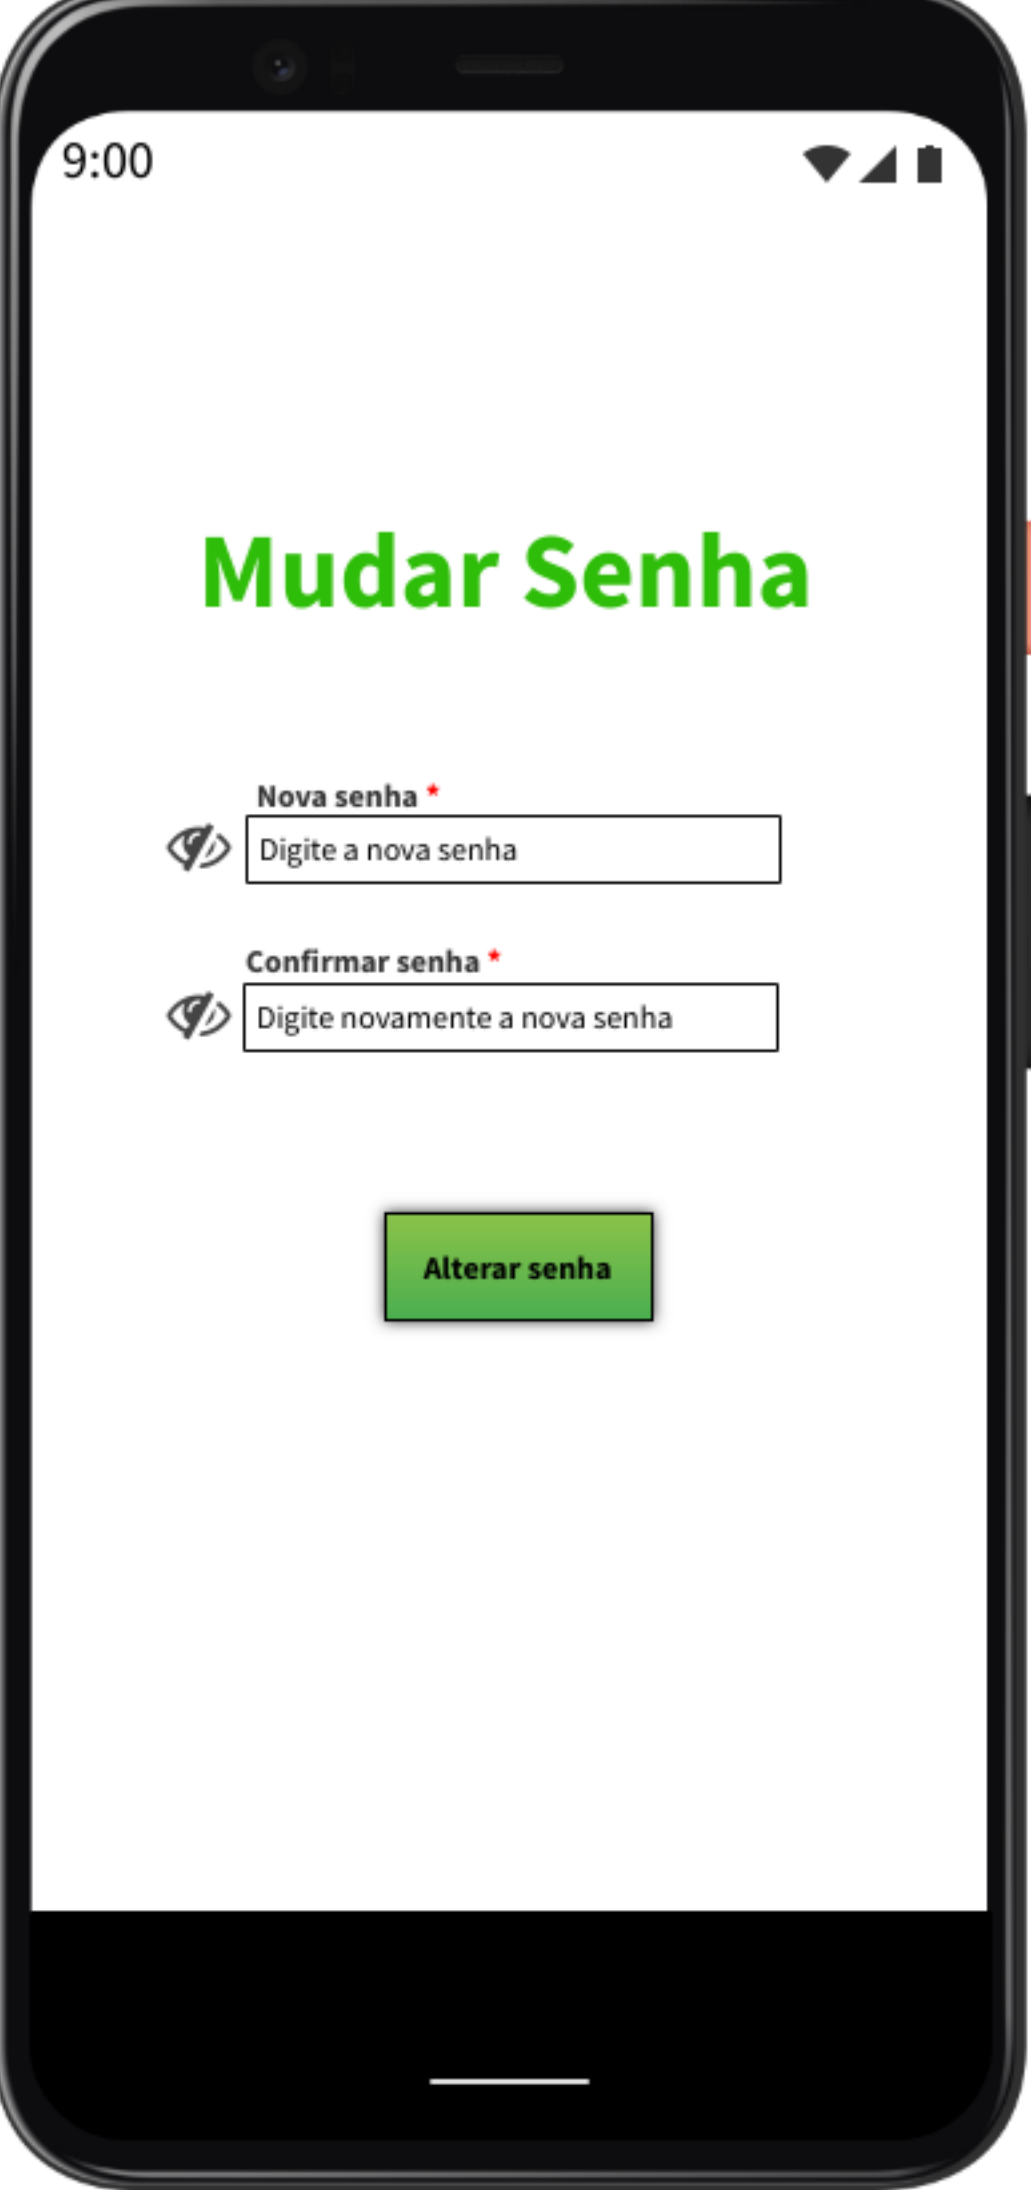 9:00
Mudar Senha
Nova senha *
Digite a nova senha
Confirmar senha *
Digite novamente a nova senha
Alterar senha